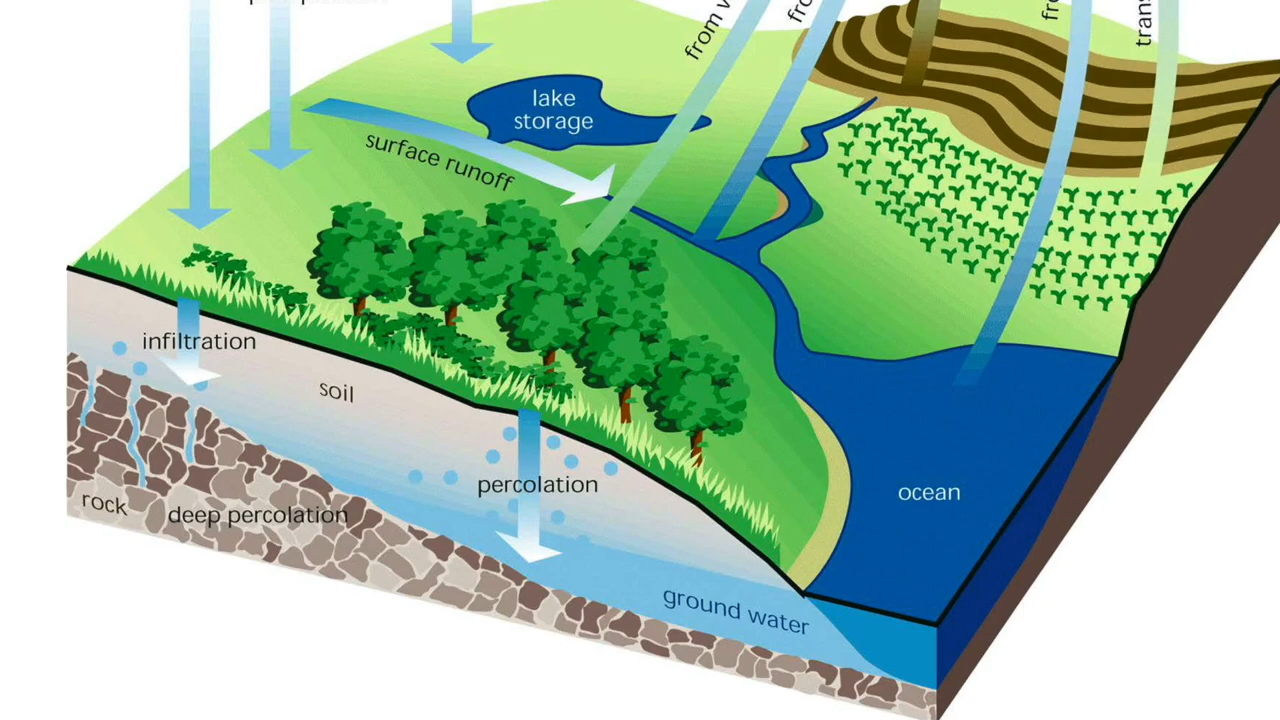 from
lake
storage
surface runoff
infiltration
soil
percolation
rock
deep percolation
ocean
ground water